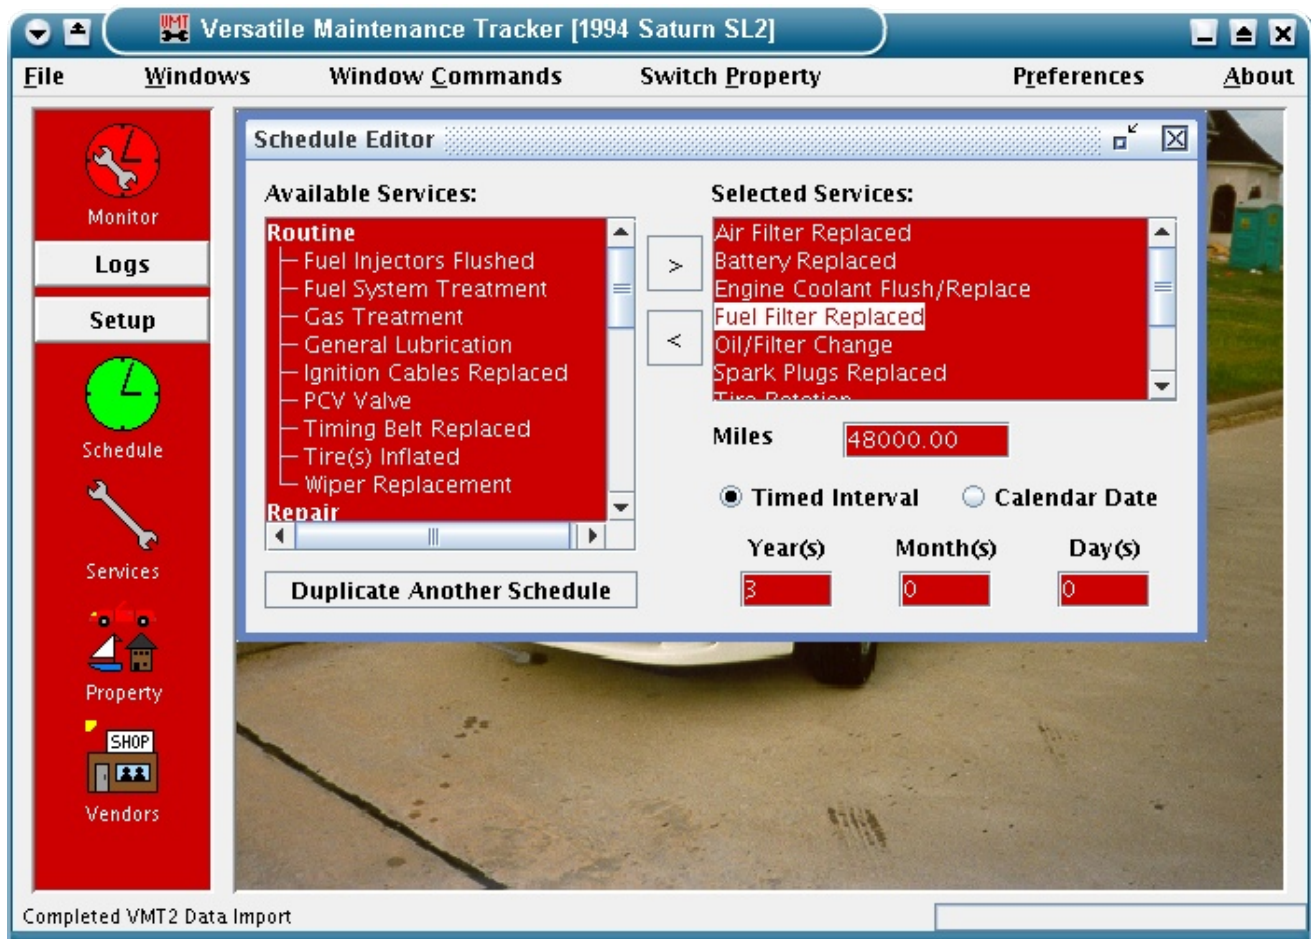 VMT Versatile Maintenance Tracker [1994 Saturn SL2]
File Windows Window Commands Switch Property Preferences About
Monitor
Logs
Setup
Schedule
Services
Property
SHOP
Vendors
Schedule Editor
Available Services:
Routine
Fuel Injectors Flushed
Fuel System Treatment
Gas Treatment
General Lubrication
Ignition Cables Replaced
PCV Valve
Timing Belt Replaced
Tire(s) Inflated
Wiper Replacement
Repair
Duplicate Another Schedule
>
<
Selected Services:
Air Filter Replaced
Battery Replaced
Engine Coolant Flush/Replace
Fuel Filter Replaced
Oil/Filter Change
Spark Plugs Replaced
Tire Rotation
Miles 48000.00
Timed Interval Calendar Date
Year(s) Month(s) Day(s)
3 0 0
Completed VMT2 Data Import